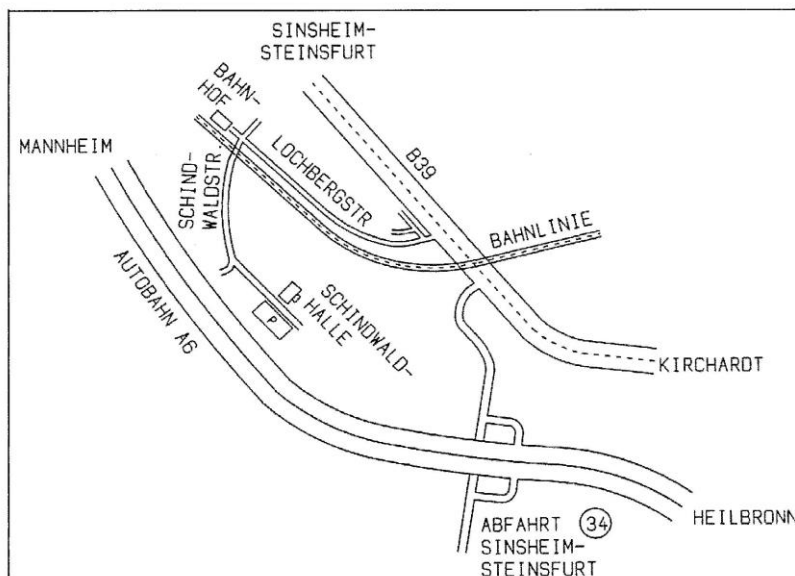 SINSHEIM-
STEINSFURT
BAHN-
HOF
MANNHEIM
B39
LOCHBERGSTR
SCHIND-
WALDSTR.
BAHNLINIE
SCHINDWALD-
HALLE
P
AUTOBAHN A6
KIRCHARDT
HEILBRONN
ABFAHRT 34
SINSHEIM-
STEINSFURT